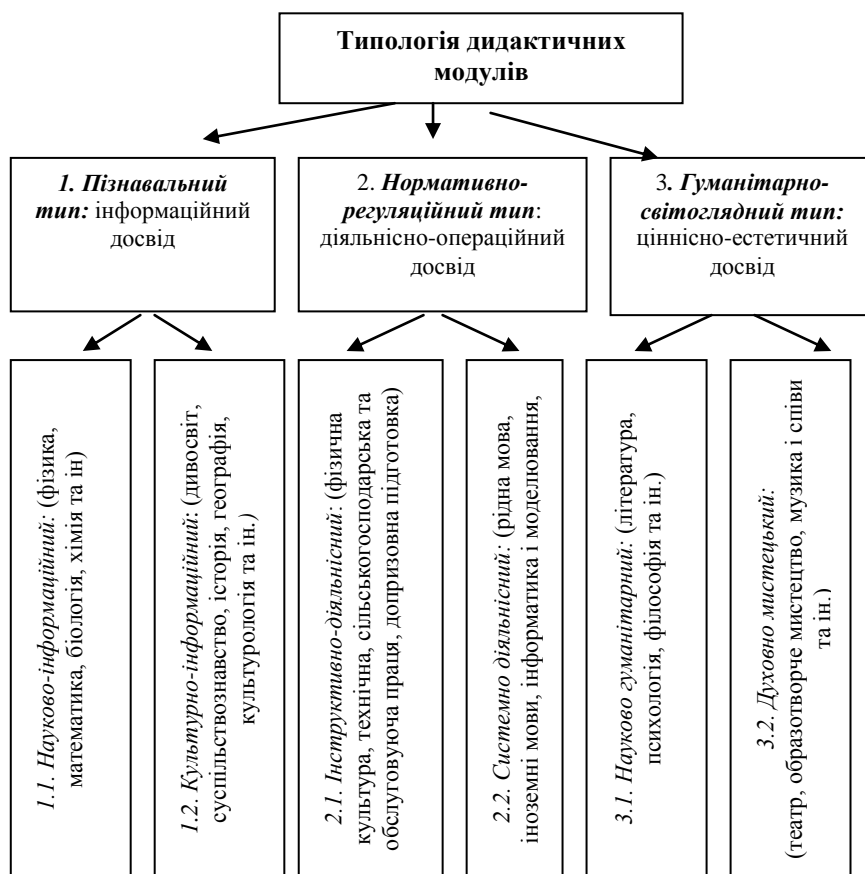 Типологія дидактичних
модулів
1. Пізнавальний
тип: інформаційний
досвід
2. Нормативно-
регуляційний тип:
діяльнісно-операційний
досвід
3. Гуманітарно-
світоглядний тип:
ціннісно-естетичний
досвід
1.1. Науково-інформаційний: (фізика,
математика, біологія, хімія та ін)
1.2. Культурно-інформаційний: (дивосвіт,
суспільствознавство, історія, географія,
культурологія та ін.)
2.1. Інструктивно-діяльнісний: (фізична
культура, технічна, сільськогосподарська та
обслуговуюча праця, допризовна підготовка)
2.2. Системно діяльнісний: (рідна мова,
іноземні мови, інформатика і моделювання,
3.1. Науково гуманітарний: (література,
психологія, філософія та ін.)
3.2. Духовно мистецький:
(театр, образотворче мистецтво, музика і співи
та ін.)